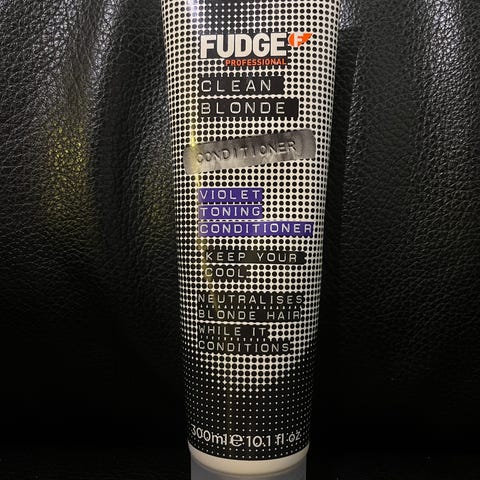 FUDGE F
PROFESSIONAL
CLEAN
BLONDE
CONDITIONER
VIOLET
TONING
CONDITIONER
KEEP YOUR
COOL
NEUTRALISES
BLONDE HAIR
WHILE IT
CONDITIONS
300ml e 10.1 fl oz